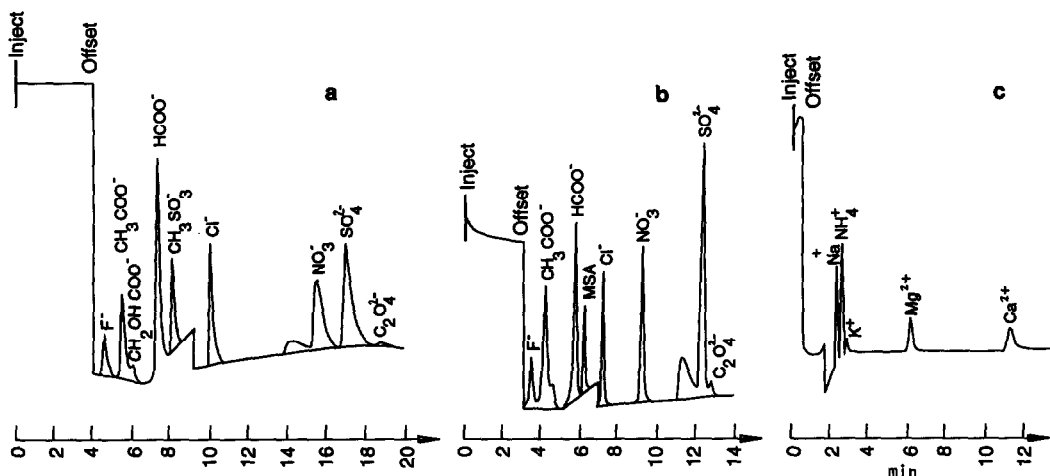 Inject
Offset
a
F⁻
CH₃COO⁻
CH₂OHCOO⁻
HCOO⁻
CH₃SO₃⁻
Cl⁻
NO₃⁻
SO₄²⁻
C₂O₄²⁻
0 2 4 6 8 10 12 14 16 18 20
Inject
Offset
b
F⁻
CH₃COO⁻
HCOO⁻
MSA
Cl⁻
NO₃⁻
SO₄²⁻
C₂O₄²⁻
0 2 4 6 8 10 12 14
Inject
Offset
c
Na⁺
NH₄⁺
K⁺
Mg²⁺
Ca²⁺
0 2 4 6 8 10 12
min